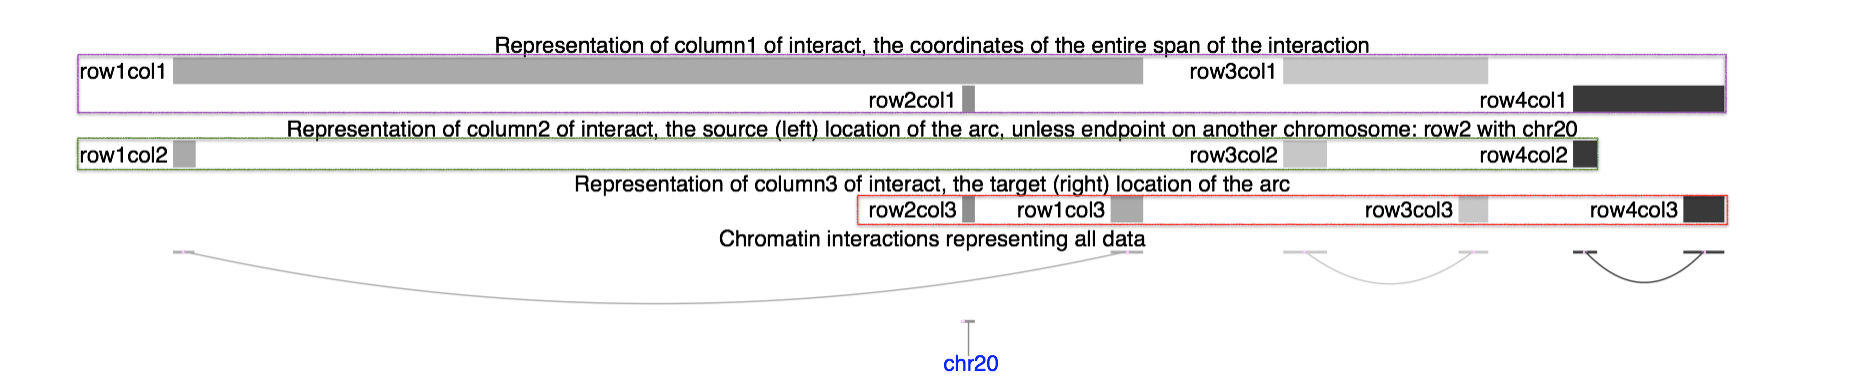 Representation of column1 of interact, the coordinates of the entire span of the interaction
row1col1 row3col1
row2col1 row4col1
Representation of column2 of interact, the source (left) location of the arc, unless endpoint on another chromosome: row2 with chr20
row1col2 row3col2 row4col2
Representation of column3 of interact, the target (right) location of the arc
row2col3 row1col3 row3col3 row4col3
Chromatin interactions representing all data
chr20